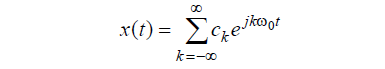 x(t) = ∑_{k=-∞}^{∞} c_k e^{jkω_0 t}